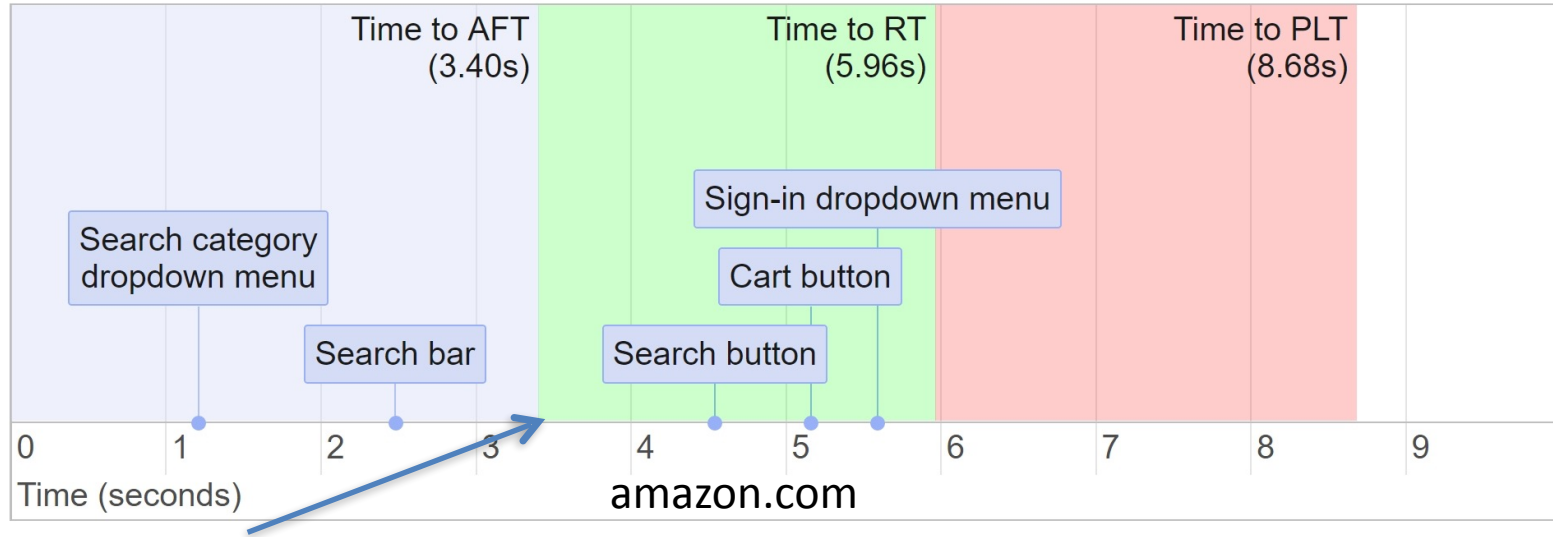 Time to AFT
(3.40s)
Time to RT
(5.96s)
Time to PLT
(8.68s)
Sign-in dropdown menu
Search category
dropdown menu
Cart button
Search bar
Search button
0 1 2 3 4 5 6 7 8 9
Time (seconds)
amazon.com